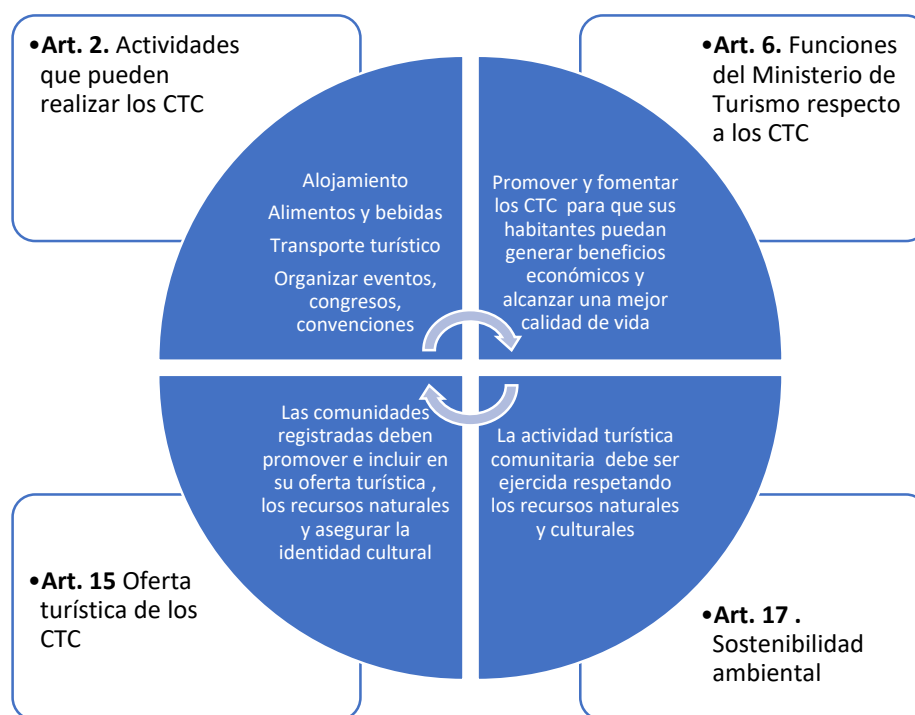 •Art. 2. Actividades
que pueden
realizar los CTC
•Art. 6. Funciones
del Ministerio de
Turismo respecto
a los CTC
Alojamiento
Alimentos y bebidas
Transporte turístico
Organizar eventos,
congresos,
convenciones
Promover y fomentar
los CTC para que sus
habitantes puedan
generar beneficios
económicos y
alcanzar una mejor
calidad de vida
Las comunidades
registradas deben
promover e incluir en
su oferta turística ,
los recursos naturales
y asegurar la
identidad cultural
La actividad turística
comunitaria debe ser
ejercida respetando
los recursos naturales
y culturales
•Art. 15 Oferta
turística de los
CTC
•Art. 17 .
Sostenibilidad
ambiental